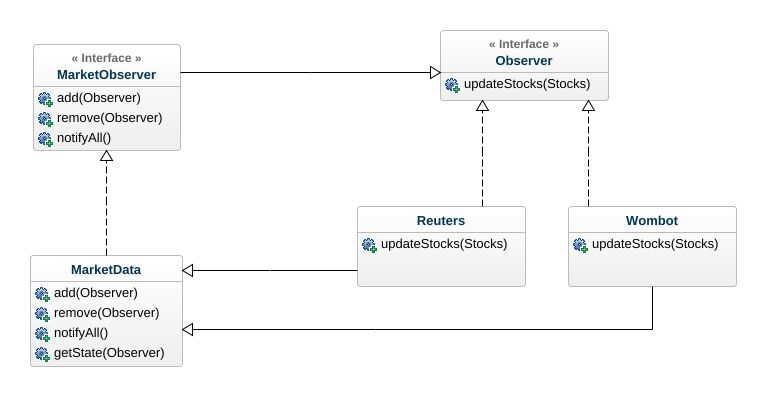 « Interface »
MarketObserver
add(Observer)
remove(Observer)
notifyAll()
« Interface »
Observer
updateStocks(Stocks)
Reuters
updateStocks(Stocks)
Wombot
updateStocks(Stocks)
MarketData
add(Observer)
remove(Observer)
notifyAll()
getState(Observer)